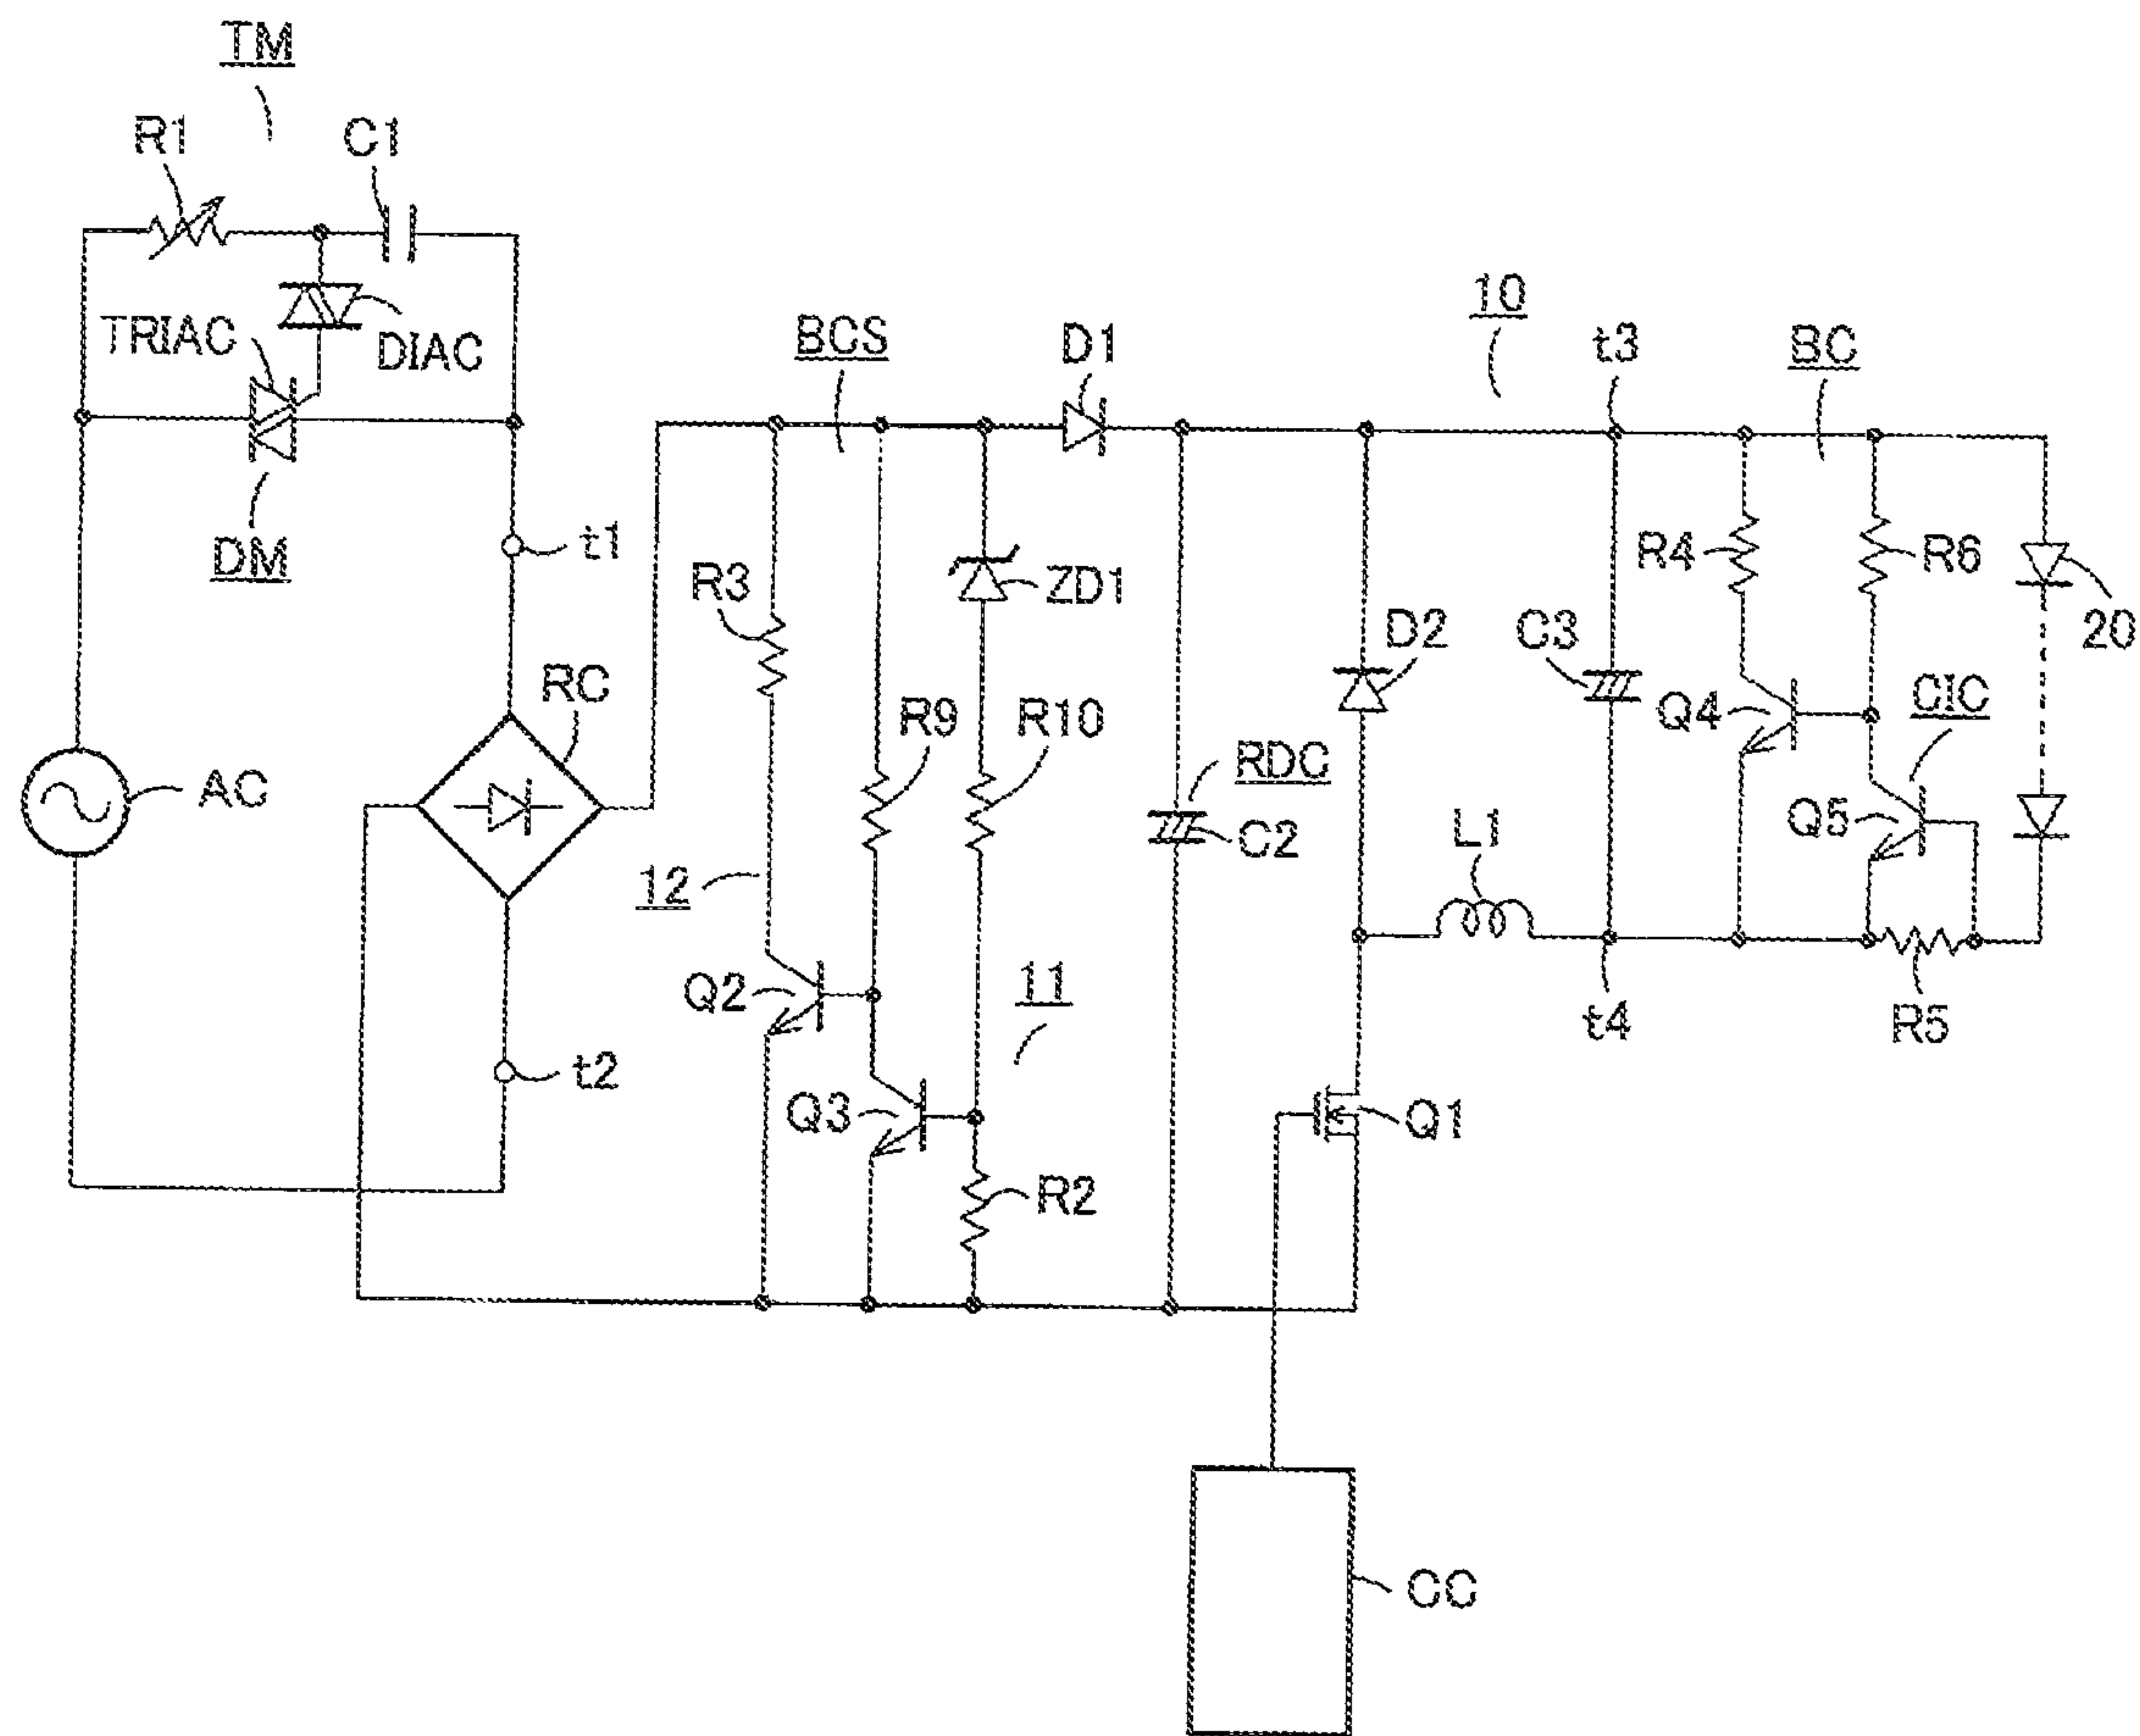 TM
R1
C1
TRIAC
DIAC
DM
t1
AC
RC
t2
BCS
D1
10
t3
BC
R3
ZD1
R4
R6
20
D2
C3
Q4
CIC
R9
R10
RDC
C2
Q5
L1
12
Q2
11
t4
R5
Q3
R2
Q1
CC